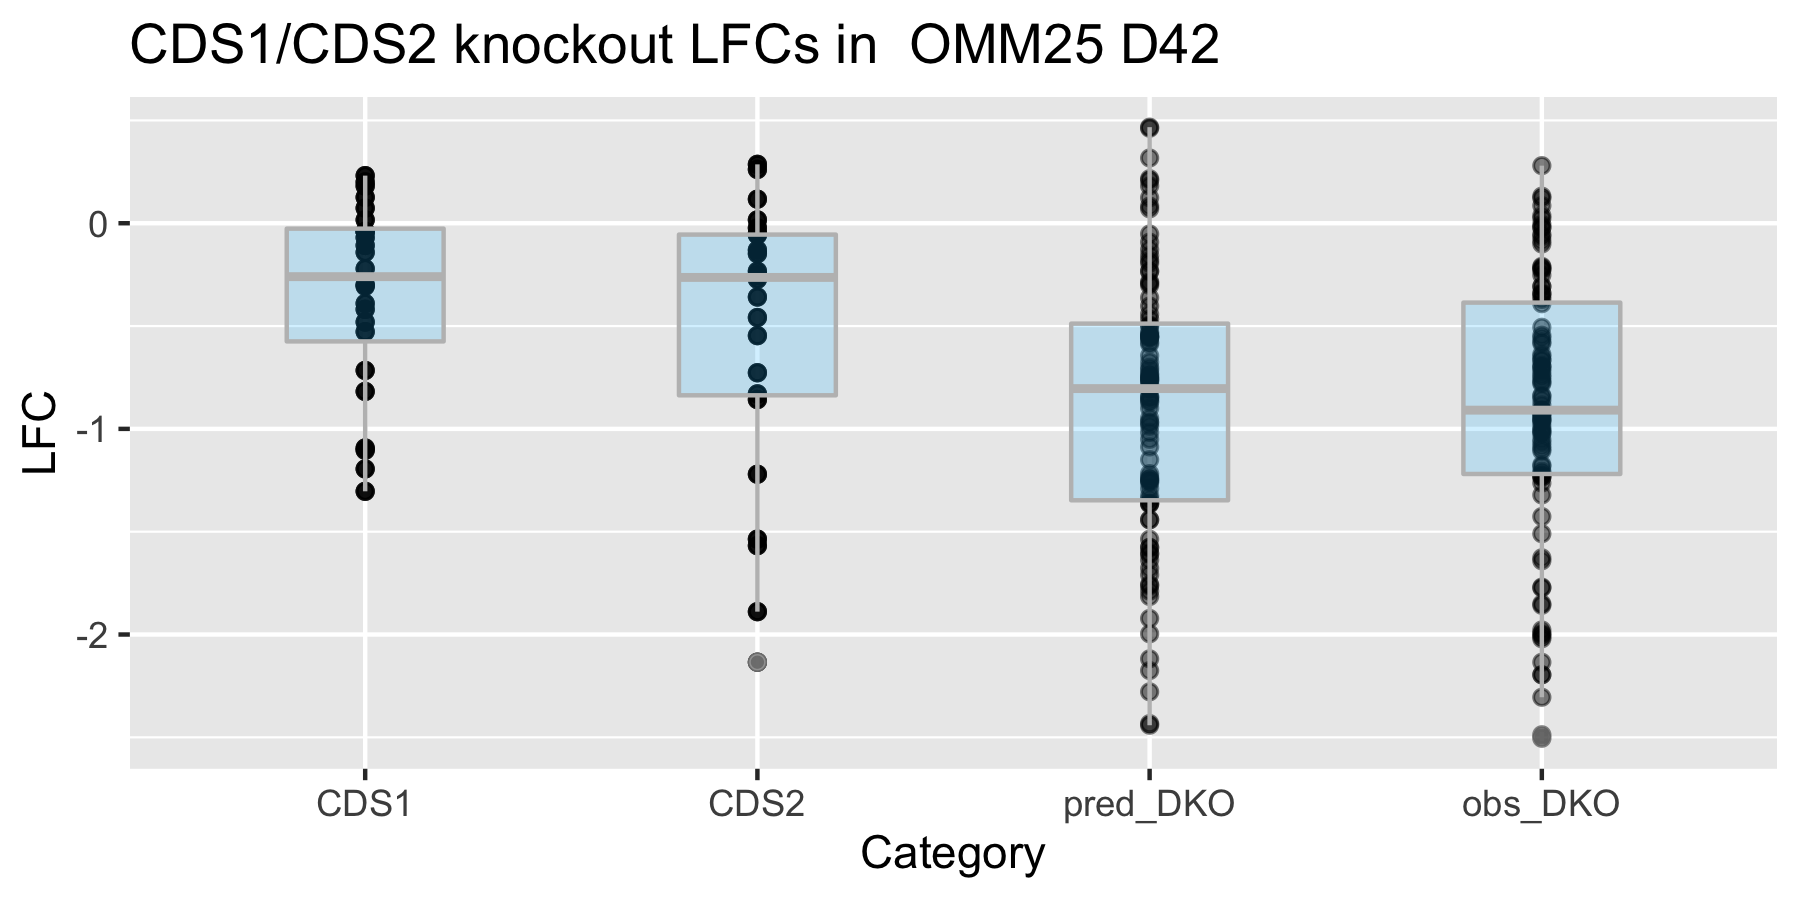 CDS1/CDS2 knockout LFCs in  OMM25 D42
LFC
0
-1
-2
CDS1
CDS2
pred_DKO
obs_DKO
Category